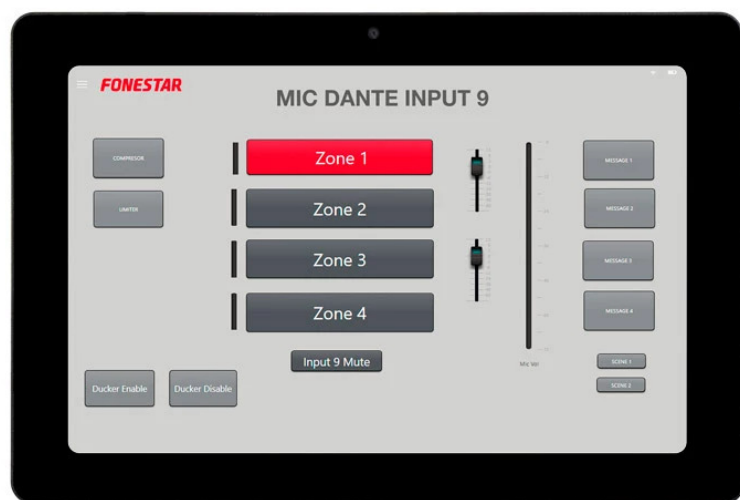 FONESTAR
MIC DANTE INPUT 9
COMPRESOR
LIMITER
Zone 1
Zone 2
Zone 3
Zone 4
Input 9 Mute
Ducker Enable
Ducker Disable
MESSAGE 1
MESSAGE 2
MESSAGE 3
MESSAGE 4
SCENE 1
SCENE 2